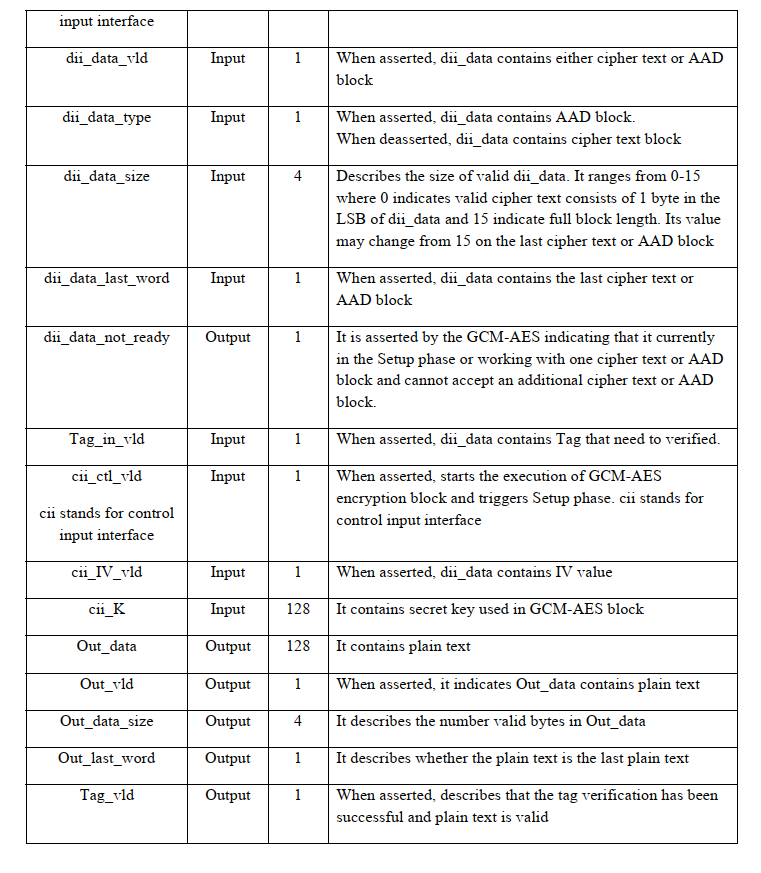 input interface
dii_data_vld Input 1 When asserted, dii_data contains either cipher text or AAD
block
dii_data_type Input 1 When asserted, dii_data contains AAD block.
When deasserted, dii_data contains cipher text block
dii_data_size Input 4 Describes the size of valid dii_data. It ranges from 0-15
where 0 indicates valid cipher text consists of 1 byte in the
LSB of dii_data and 15 indicate full block length. Its value
may change from 15 on the last cipher text or AAD block
dii_data_last_word Input 1 When asserted, dii_data contains the last cipher text or
AAD block
dii_data_not_ready Output 1 It is asserted by the GCM-AES indicating that it currently
in the Setup phase or working with one cipher text or AAD
block and cannot accept an additional cipher text or AAD
block.
Tag_in_vld Input 1 When asserted, dii_data contains Tag that need to verified.
cii_ctl_vld Input 1 When asserted, starts the execution of GCM-AES
encryption block and triggers Setup phase. cii stands for
control input interface
cii stands for control
input interface
cii_IV_vld Input 1 When asserted, dii_data contains IV value
cii_K Input 128 It contains secret key used in GCM-AES block
Out_data Output 128 It contains plain text
Out_vld Output 1 When asserted, it indicates Out_data contains plain text
Out_data_size Output 4 It describes the number valid bytes in Out_data
Out_last_word Output 1 It describes whether the plain text is the last plain text
Tag_vld Output 1 When asserted, describes that the tag verification has been
successful and plain text is valid